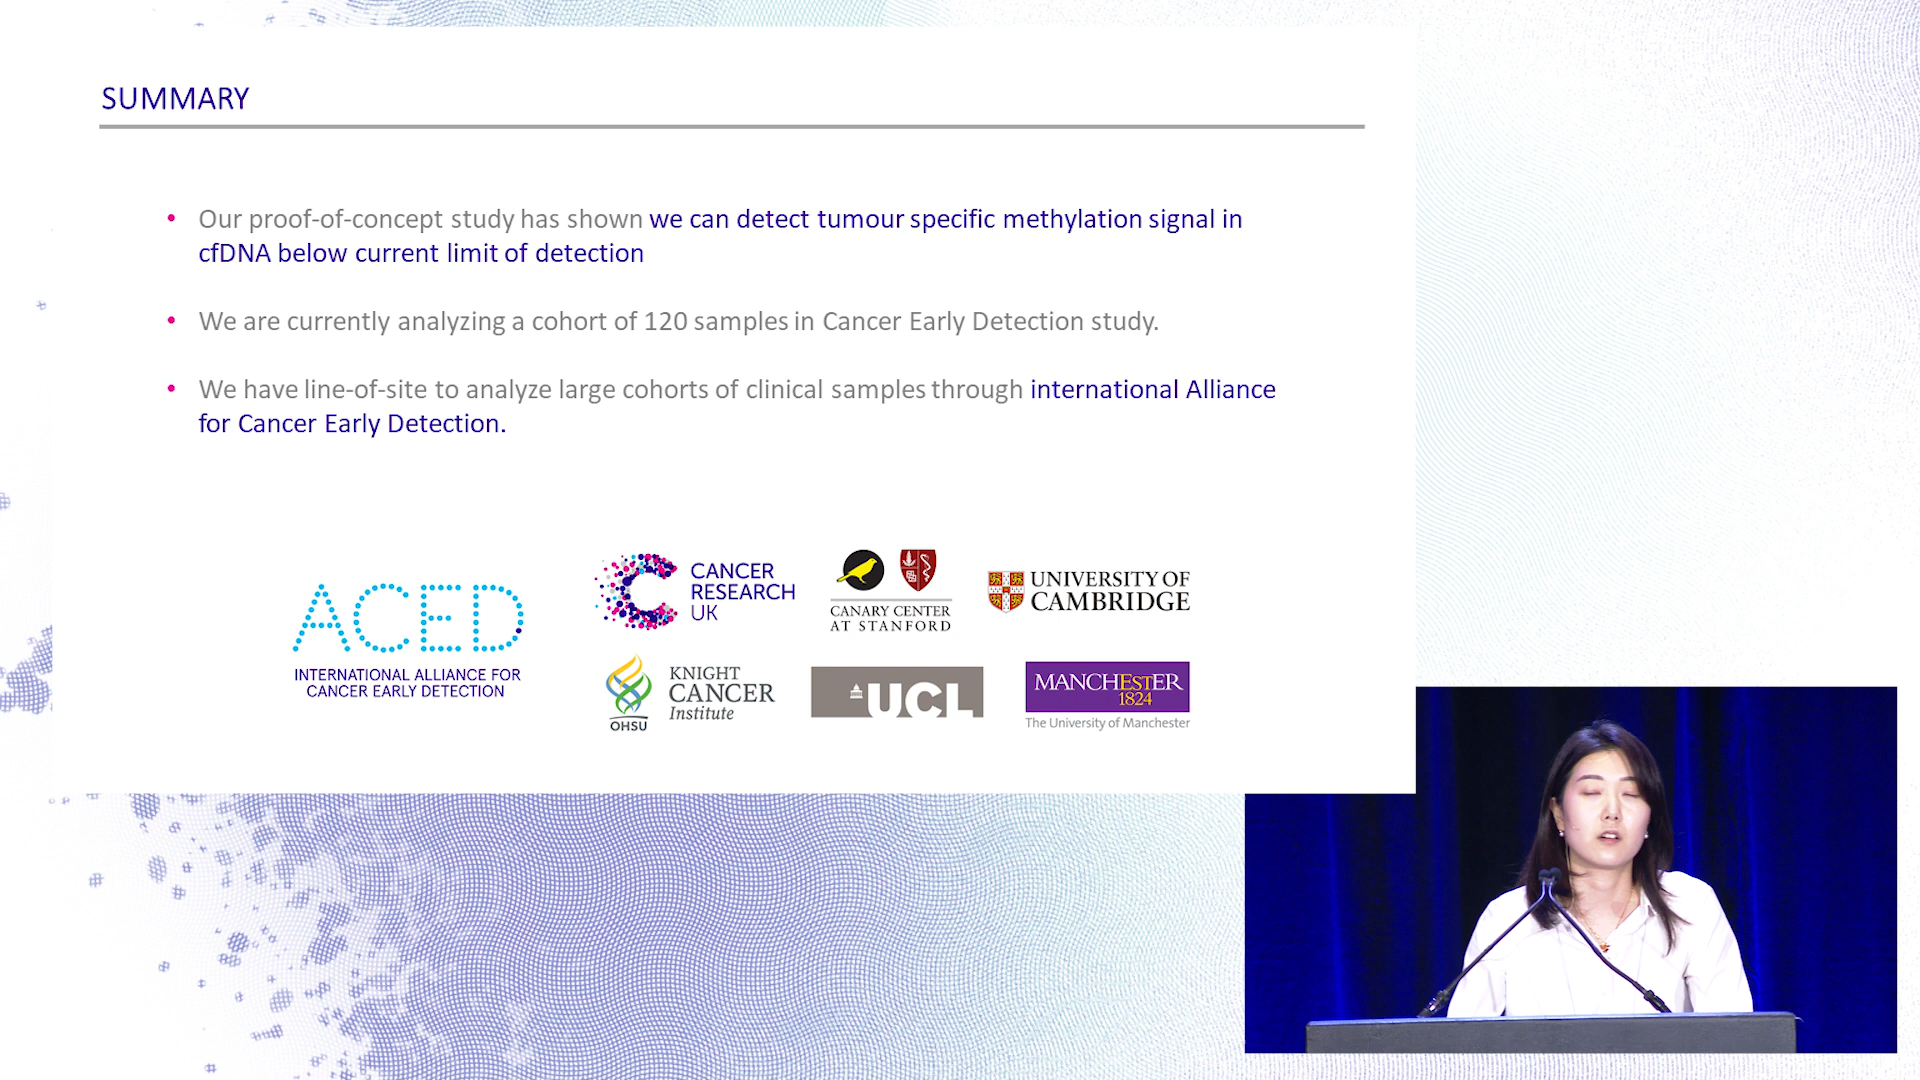 SUMMARY
• Our proof-of-concept study has shown we can detect tumour specific methylation signal in
cfDNA below current limit of detection
• We are currently analyzing a cohort of 120 samples in Cancer Early Detection study.
• We have line-of-site to analyze large cohorts of clinical samples through international Alliance
for Cancer Early Detection.
ACED
INTERNATIONAL ALLIANCE FOR
CANCER EARLY DETECTION
CANCER
RESEARCH
UK
CANARY CENTER
AT STANFORD
UNIVERSITY OF
CAMBRIDGE
OHSU
KNIGHT
CANCER
Institute
UCL
MANCHESTER
1824
The University of Manchester